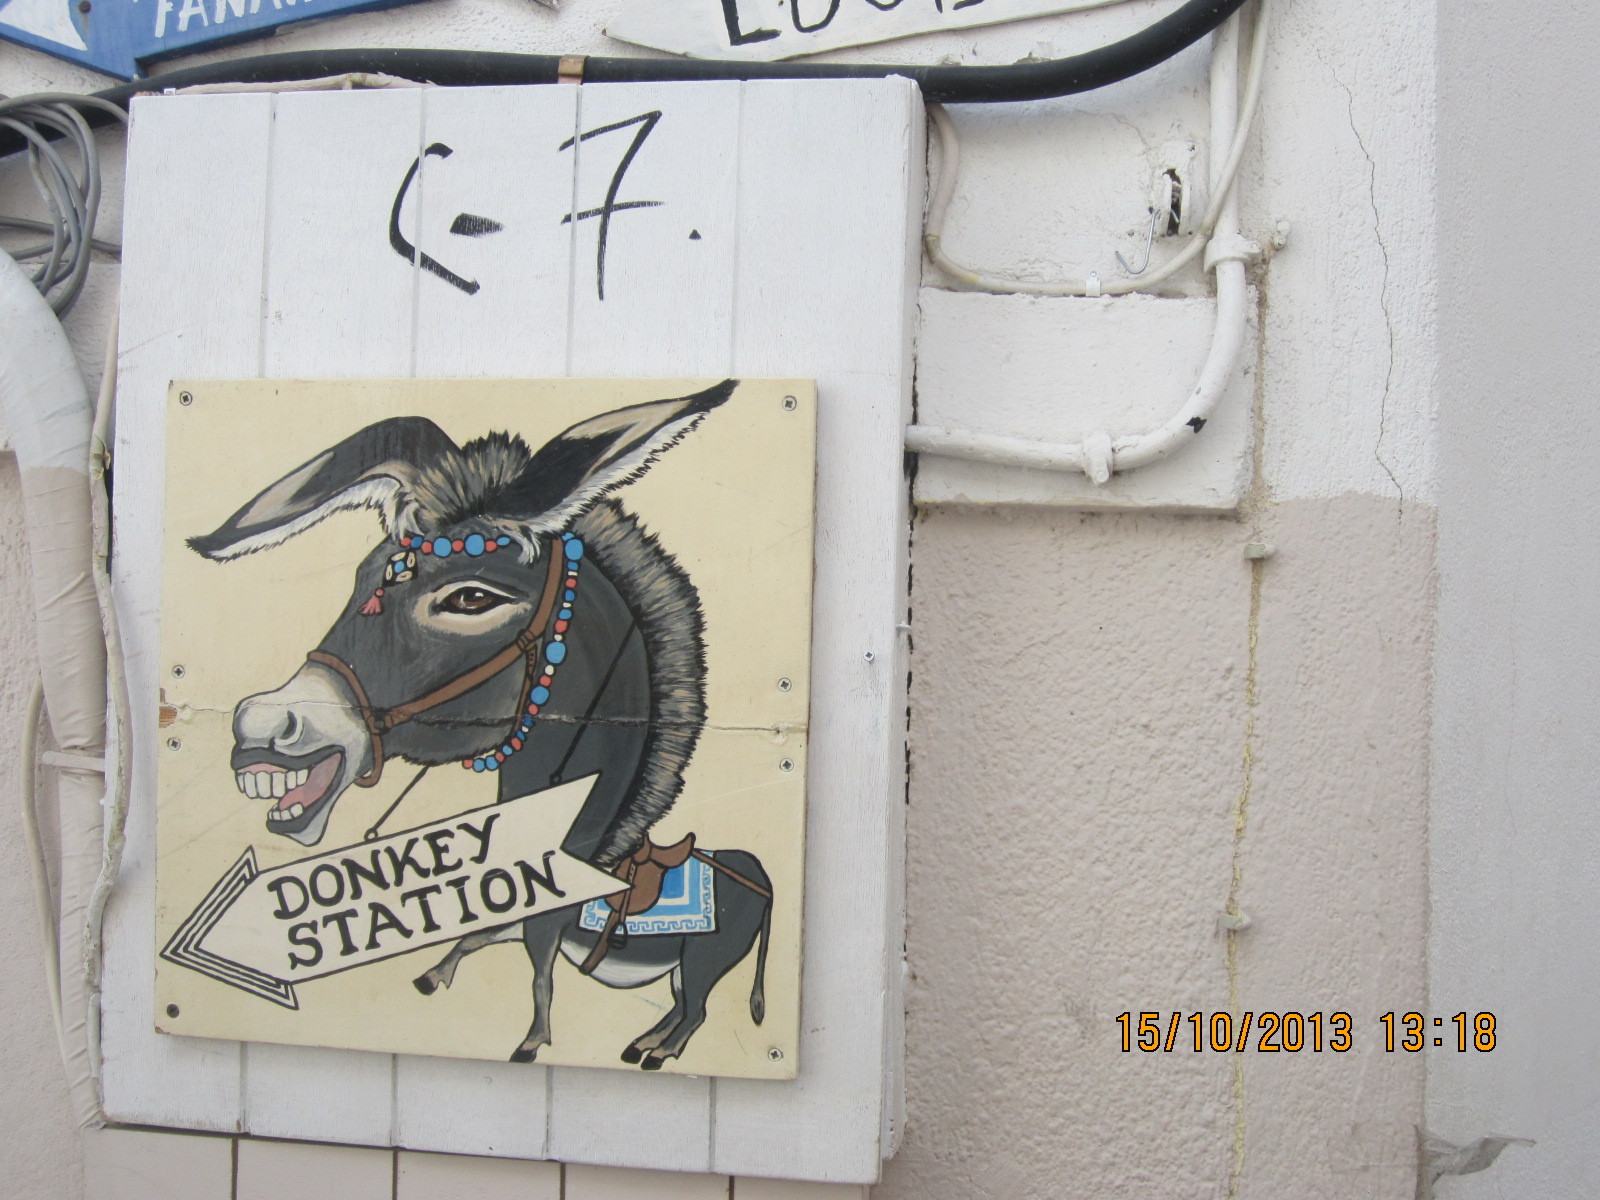 C-7.
DONKEY
STATION
15/10/2013 13:18